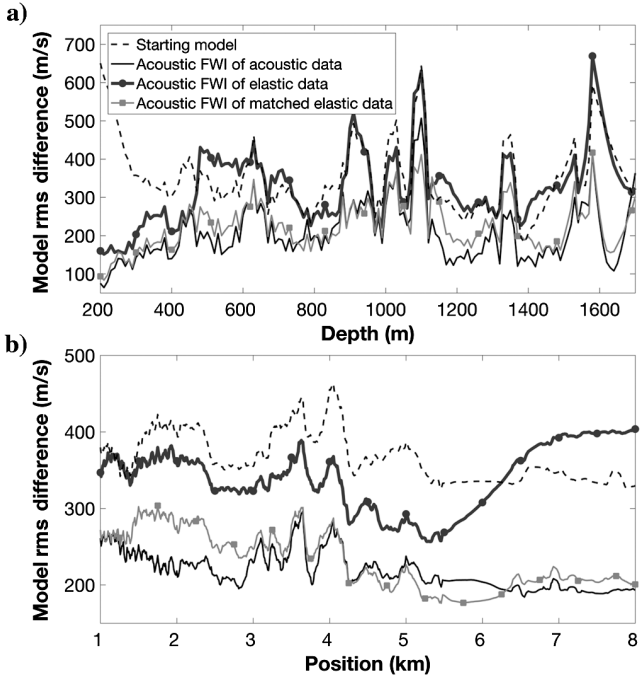 a)
Model rms difference (m/s)
700
600
500
400
300
200
100
Starting model
Acoustic FWI of acoustic data
Acoustic FWI of elastic data
Acoustic FWI of matched elastic data
200 400 600 800 1000 1200 1400 1600
Depth (m)
b)
Model rms difference (m/s)
500
400
300
200
1 2 3 4 5 6 7 8
Position (km)